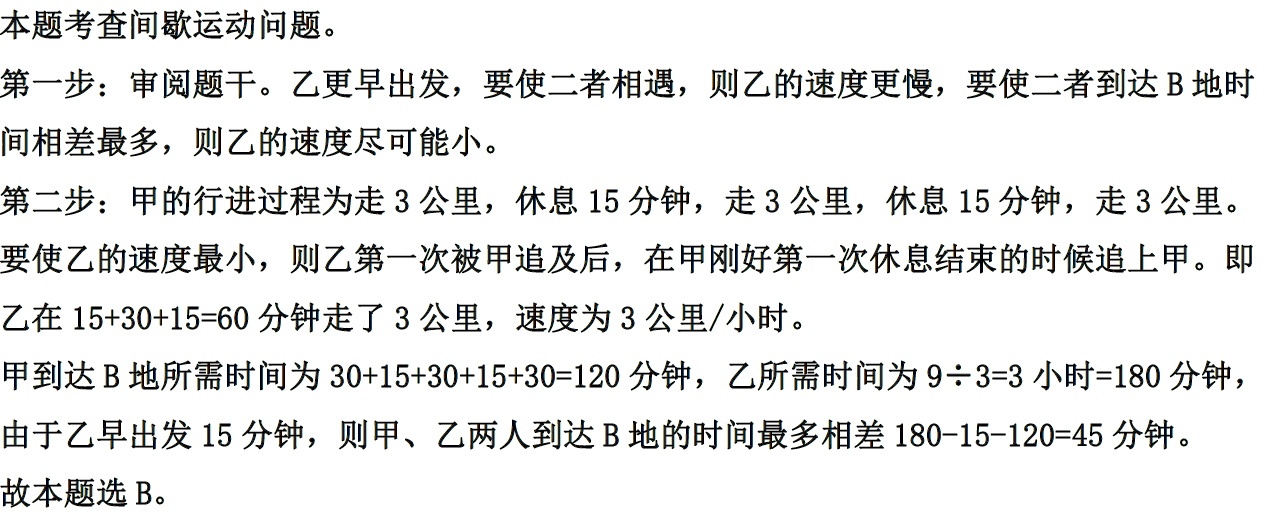 本题考查间歇运动问题。
第一步：审阅题干。乙更早出发，要使二者相遇，则乙的速度更慢，要使二者到达 B 地时
间相差最多，则乙的速度尽可能小。
第二步：甲的行进过程为走 3 公里，休息 15 分钟，走 3 公里，休息 15 分钟，走 3 公里。
要使乙的速度最小，则乙第一次被甲追及后，在甲刚好第一次休息结束的时候追上甲。即
乙在 15+30+15=60 分钟走了 3 公里，速度为 3 公里/小时。
甲到达 B 地所需时间为 30+15+30+15+30=120 分钟，乙所需时间为 9÷3=3 小时=180 分钟，
由于乙早出发 15 分钟，则甲、乙两人到达 B 地的时间最多相差 180-15-120=45 分钟。
故本题选 B。